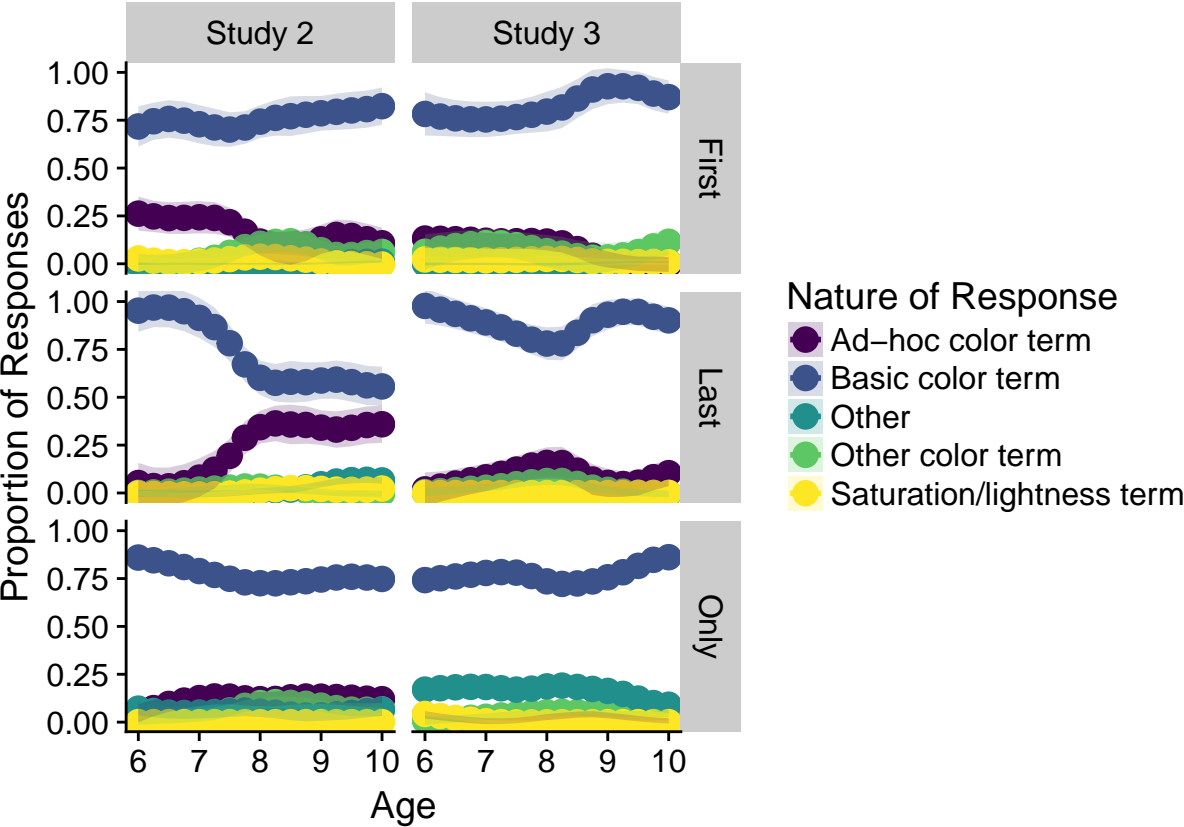 Study 2 Study 3
1.00
0.75
0.50
0.25
0.00
First
1.00
0.75
0.50
0.25
0.00
Last
1.00
0.75
0.50
0.25
0.00
Only
6 7 8 9 10 6 7 8 9 10
Age
Proportion of Responses
Nature of Response
Ad−hoc color term
Basic color term
Other
Other color term
Saturation/lightness term